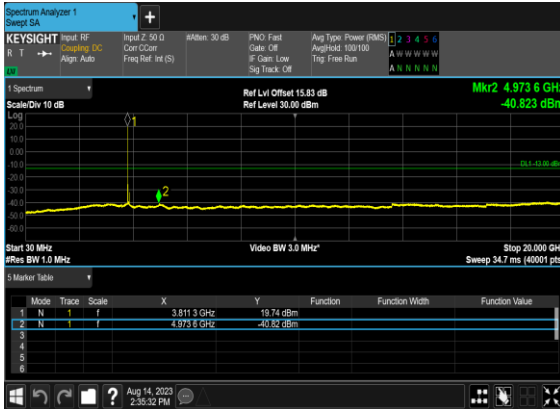 Spectrum Analyzer 1
Swept SA
+
KEYSIGHT Input: RF Input Z: 50 Ω #Atten: 30 dB PNO: Fast Avg Type: Power (RMS) 1 2 3 4 5 6
R T Coupling: DC Corr CCorr Gate: Off Avg|Hold: 100/100 A W W W W W
Align: Auto Freq Ref: Int (S) IF Gain: Low Trig: Free Run
Sig Track: Off A N N N N N
1 Spectrum Mkr2 4.973 6 GHz
Ref Lvl Offset 15.83 dB
Scale/Div 10 dB Ref Level 30.00 dBm -40.823 dBm
Log
1
20.0
10.0
0.00
-10.0
DL1 -13.00 dBm
-20.0
-30.0
2
-40.0
-50.0
-60.0
Start 30 MHz Video BW 3.0 MHz* Stop 20.000 GH
#Res BW 1.0 MHz Sweep 34.7 ms (40001 pts
5 Marker Table
Mode Trace Scale X Y Function Function Width Function Value
1 N 1 f 3.811 3 GHz 19.74 dBm
2 N 1 f 4.973 6 GHz -40.82 dBm
3
4
5
6
? Aug 14, 2023
2:35:32 PM